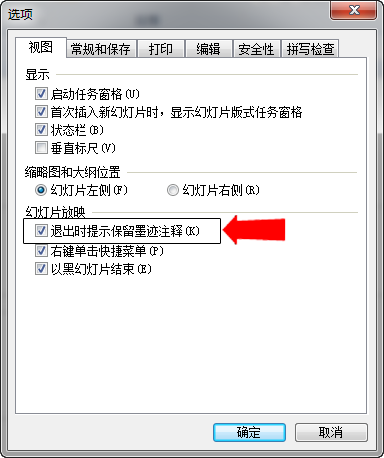 选项
视图 常规和保存 打印 编辑 安全性 拼写检查
显示
启动任务窗格(U)
首次插入新幻灯片时，显示幻灯片版式任务窗格
状态栏(B)
垂直标尺(V)
缩略图和大纲位置
幻灯片左侧(F) 幻灯片右侧(R)
幻灯片放映
退出时提示保留墨迹注释(K)
右键单击快捷菜单(P)
以黑幻灯片结束(E)
确定 取消